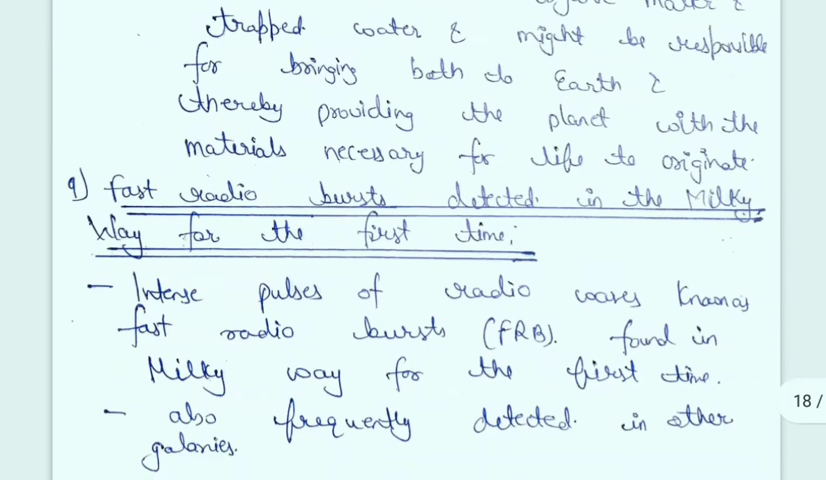 trapped water & might be responsible
for bringing both to Earth &
thereby providing the planet with the
materials necessary for life to originate.
9) fast radio bursts detected in the Milky
Way for the first time:
- Intense pulses of radio waves known as
fast radio bursts (FRB). found in
Milky way for the first time.
- also frequently detected in other
galaxies.
18 /